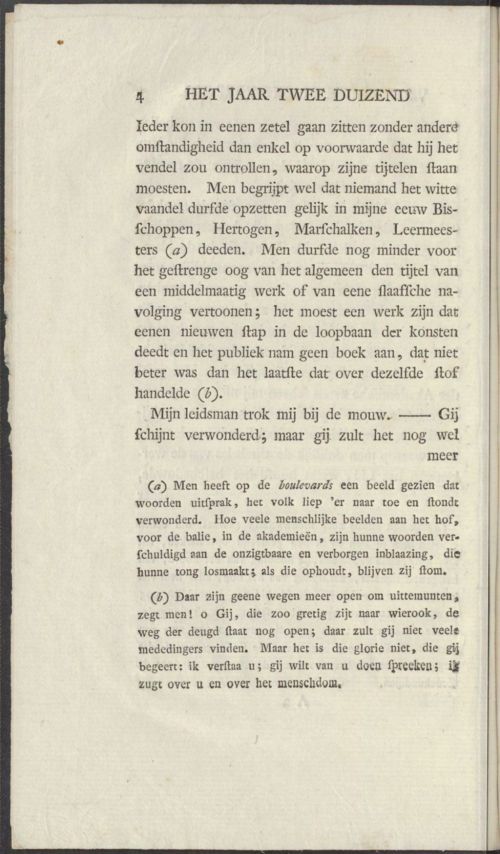 4 HET JAAR TWEE DUIZEND
Ieder kon in eenen zetel gaan zitten zonder andere
omſtandigheid dan enkel op voorwaarde dat hij het
vendel zou ontrollen, waarop zijne tijtelen ſtaan
moesten. Men begrijpt wel dat niemand het witte
vaandel durfde opzetten gelijk in mijne eeuw Bis-
ſchoppen, Hertogen, Marſchalken, Leermees-
ters (a) deeden. Men durfde nog minder voor
het geſtrenge oog van het algemeen den tijtel van
een middelmaatig werk of van eene ſlaaffche na-
volging vertoonen; het moest een werk zijn dat
eenen nieuwen ſtap in de loopbaan der konsten
deedt en het publiek nam geen boek aan, dat niet
beter was dan het laatſte dat over dezelfde ſtof
handelde (b).
Mijn leidsman trok mij bij de mouw. —— Gij
ſchijnt verwonderd; maar gij zult het nog wel
meer
(a) Men heeft op de boulevards een beeld gezien dat
woorden uitſprak, het volk liep 'er naar toe en ſtondt
verwonderd. Hoe veele menschlijke beelden aan het hof,
voor de balie, in de akademieën, zijn hunne woorden ver-
ſchuldigd aan de onzigtbaare en verborgen inblaazing, die
hunne tong losmaakt; als die ophoudt, blijven zij ſtom.
(b) Daar zijn geene wegen meer open om uittemunten,
zegt men! o Gij, die zoo gretig zijt naar wierook, de
weg der deugd ſtaat nog open; daar zult gij niet veele
mededingers vinden. Maar het is die glorie niet, die gij
begeert: ik verſtaa u; gij wilt van u doen ſpreeken; ik
zugt over u en over het menschdom.